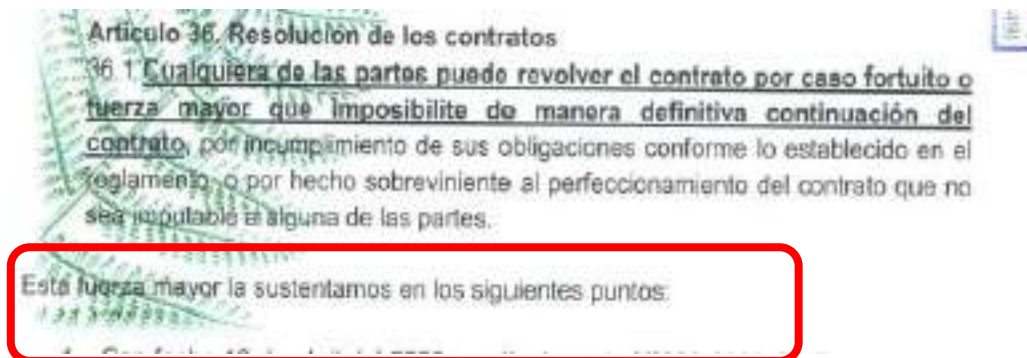 Artículo 36. Resolución de los contratos
36.1 Cualquiera de las partes puede revolver el contrato por caso fortuito o
fuerza mayor que imposibilite de manera definitiva continuación del
contrato, por incumplimiento de sus obligaciones conforme lo establecido en el
reglamento, o por hecho sobreviniente al perfeccionamiento del contrato que no
sea imputable a alguna de las partes.
Esta fuerza mayor la sustentamos en los siguientes puntos: